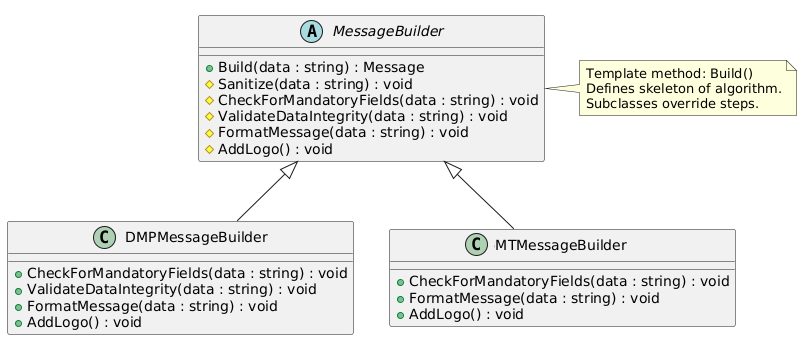 A MessageBuilder
Build(data : string) : Message
Sanitize(data : string) : void
CheckForMandatoryFields(data : string) : void
ValidateDataIntegrity(data : string) : void
FormatMessage(data : string) : void
AddLogo() : void
Template method: Build()
Defines skeleton of algorithm.
Subclasses override steps.
C DMPMessageBuilder
CheckForMandatoryFields(data : string) : void
ValidateDataIntegrity(data : string) : void
FormatMessage(data : string) : void
AddLogo() : void
C MTMessageBuilder
CheckForMandatoryFields(data : string) : void
FormatMessage(data : string) : void
AddLogo() : void